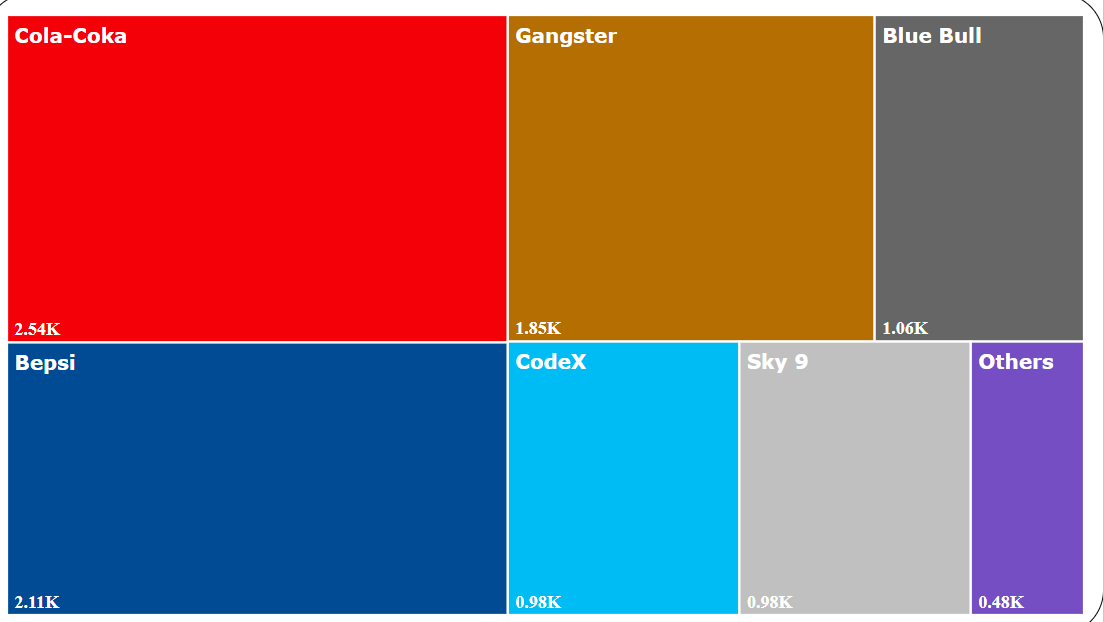 Cola-Coka
2.54K
Gangster
1.85K
Blue Bull
1.06K
Bepsi
2.11K
CodeX
0.98K
Sky 9
0.98K
Others
0.48K